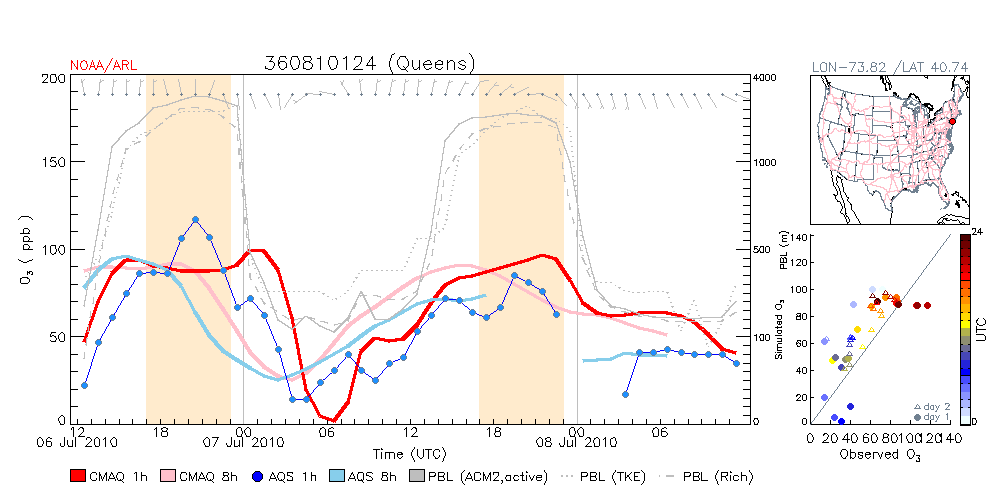 NOAA/ARL 360810124 (Queens) LON-73.82 /LAT 40.74
200 150 100 50 0
O3 ( ppb )
4000 1000 500 100 0
PBL (m)
12 18 00 06 12 18 00 06
06 Jul 2010 07 Jul 2010 08 Jul 2010
Time (UTC)
CMAQ 1h CMAQ 8h AQS 1h AQS 8h PBL (ACM2,active) PBL (TKE) PBL (Rich)
140 120 100 80 60 40 20 0
Simulated O3
24
UTC
0
day 2
day 1
0 20 40 60 80 100 120 140
Observed O3